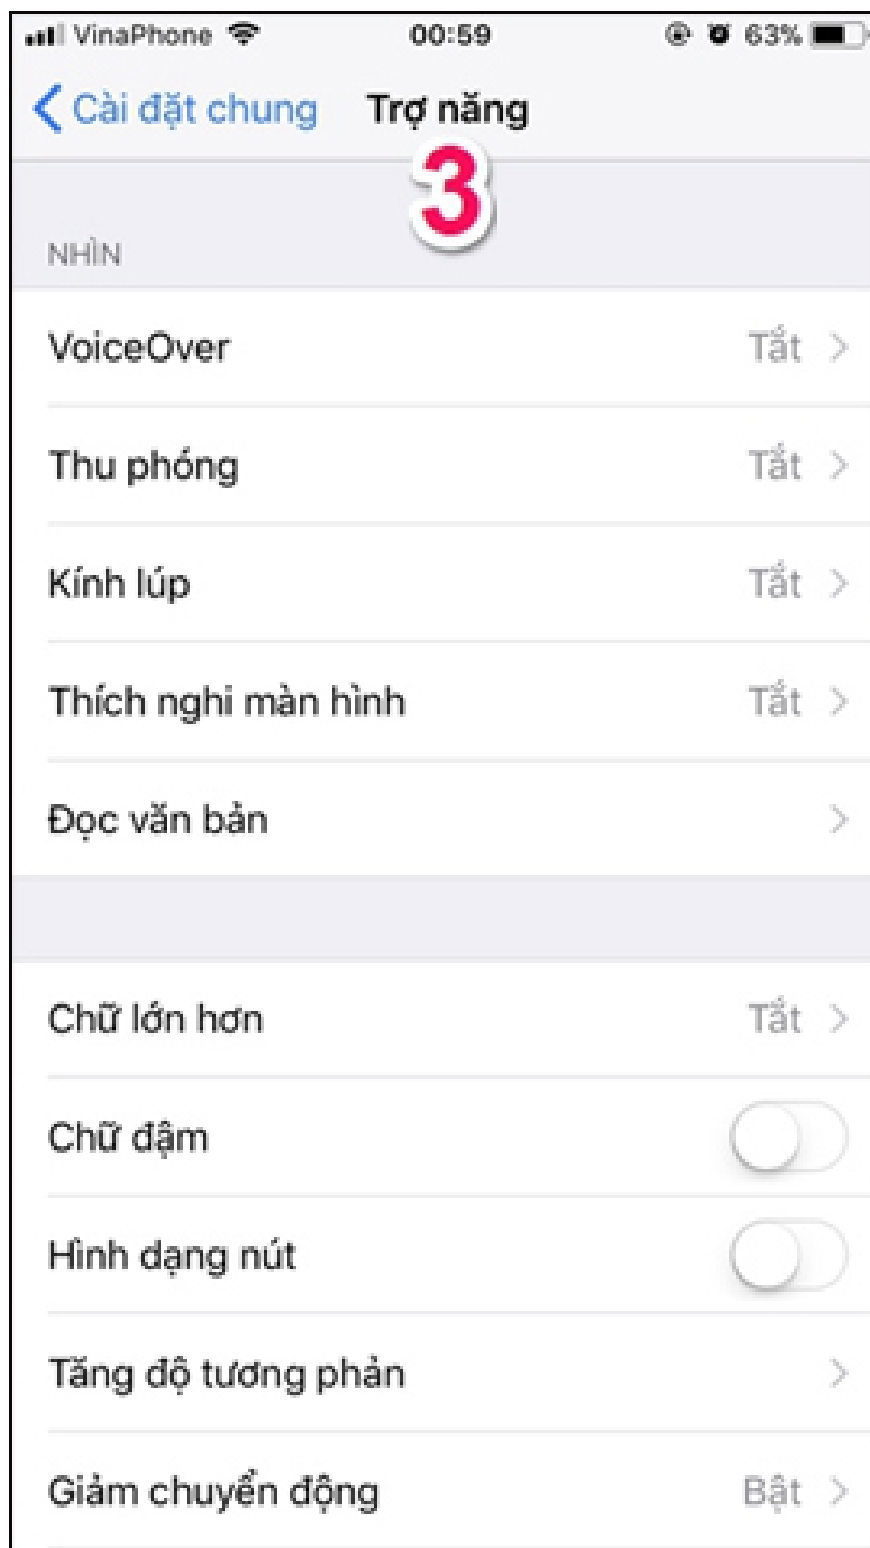 VinaPhone 00:59 63%
Cài đặt chung Trợ năng
3
NHÌN
VoiceOver Tắt
Thu phóng Tắt
Kính lúp Tắt
Thích nghi màn hình Tắt
Đọc văn bản
Chữ lớn hơn Tắt
Chữ đậm
Hình dạng nút
Tăng độ tương phản
Giảm chuyển động Bật